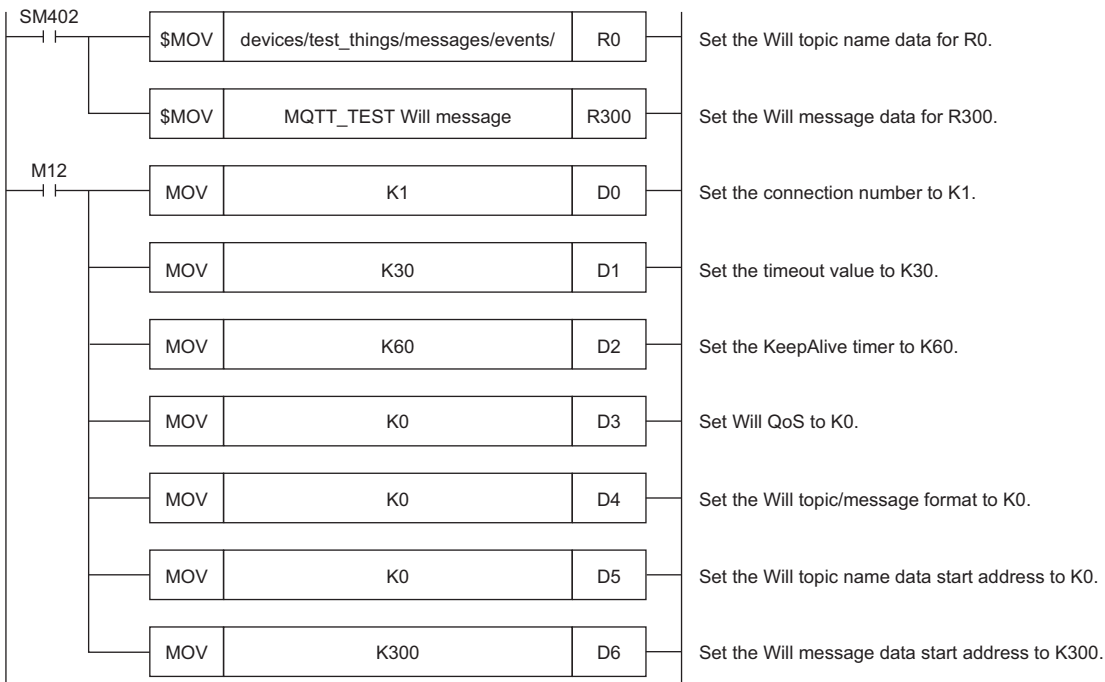 SM402
$MOV devices/test_things/messages/events/ R0 Set the Will topic name data for R0.
$MOV MQTT_TEST Will message R300 Set the Will message data for R300.
M12
MOV K1 D0 Set the connection number to K1.
MOV K30 D1 Set the timeout value to K30.
MOV K60 D2 Set the KeepAlive timer to K60.
MOV K0 D3 Set Will QoS to K0.
MOV K0 D4 Set the Will topic/message format to K0.
MOV K0 D5 Set the Will topic name data start address to K0.
MOV K300 D6 Set the Will message data start address to K300.